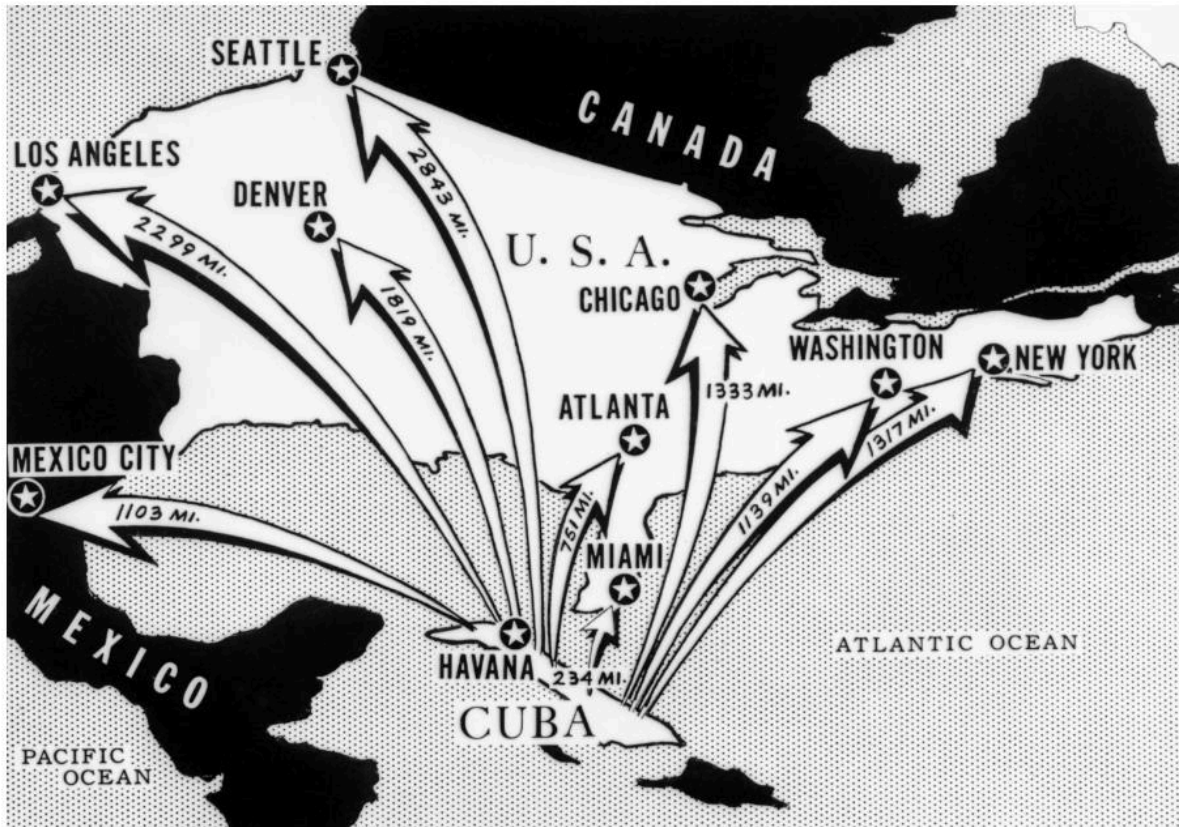 SEATTLE
CANADA
LOS ANGELES
2843 MI.
DENVER
2299 MI.
U. S. A.
CHICAGO
1819 MI.
WASHINGTON
NEW YORK
1333 MI.
ATLANTA
1317 MI.
MEXICO CITY
1139 MI.
1103 MI.
751 MI.
MIAMI
MEXICO
ATLANTIC OCEAN
HAVANA
234 MI.
CUBA
PACIFIC
OCEAN